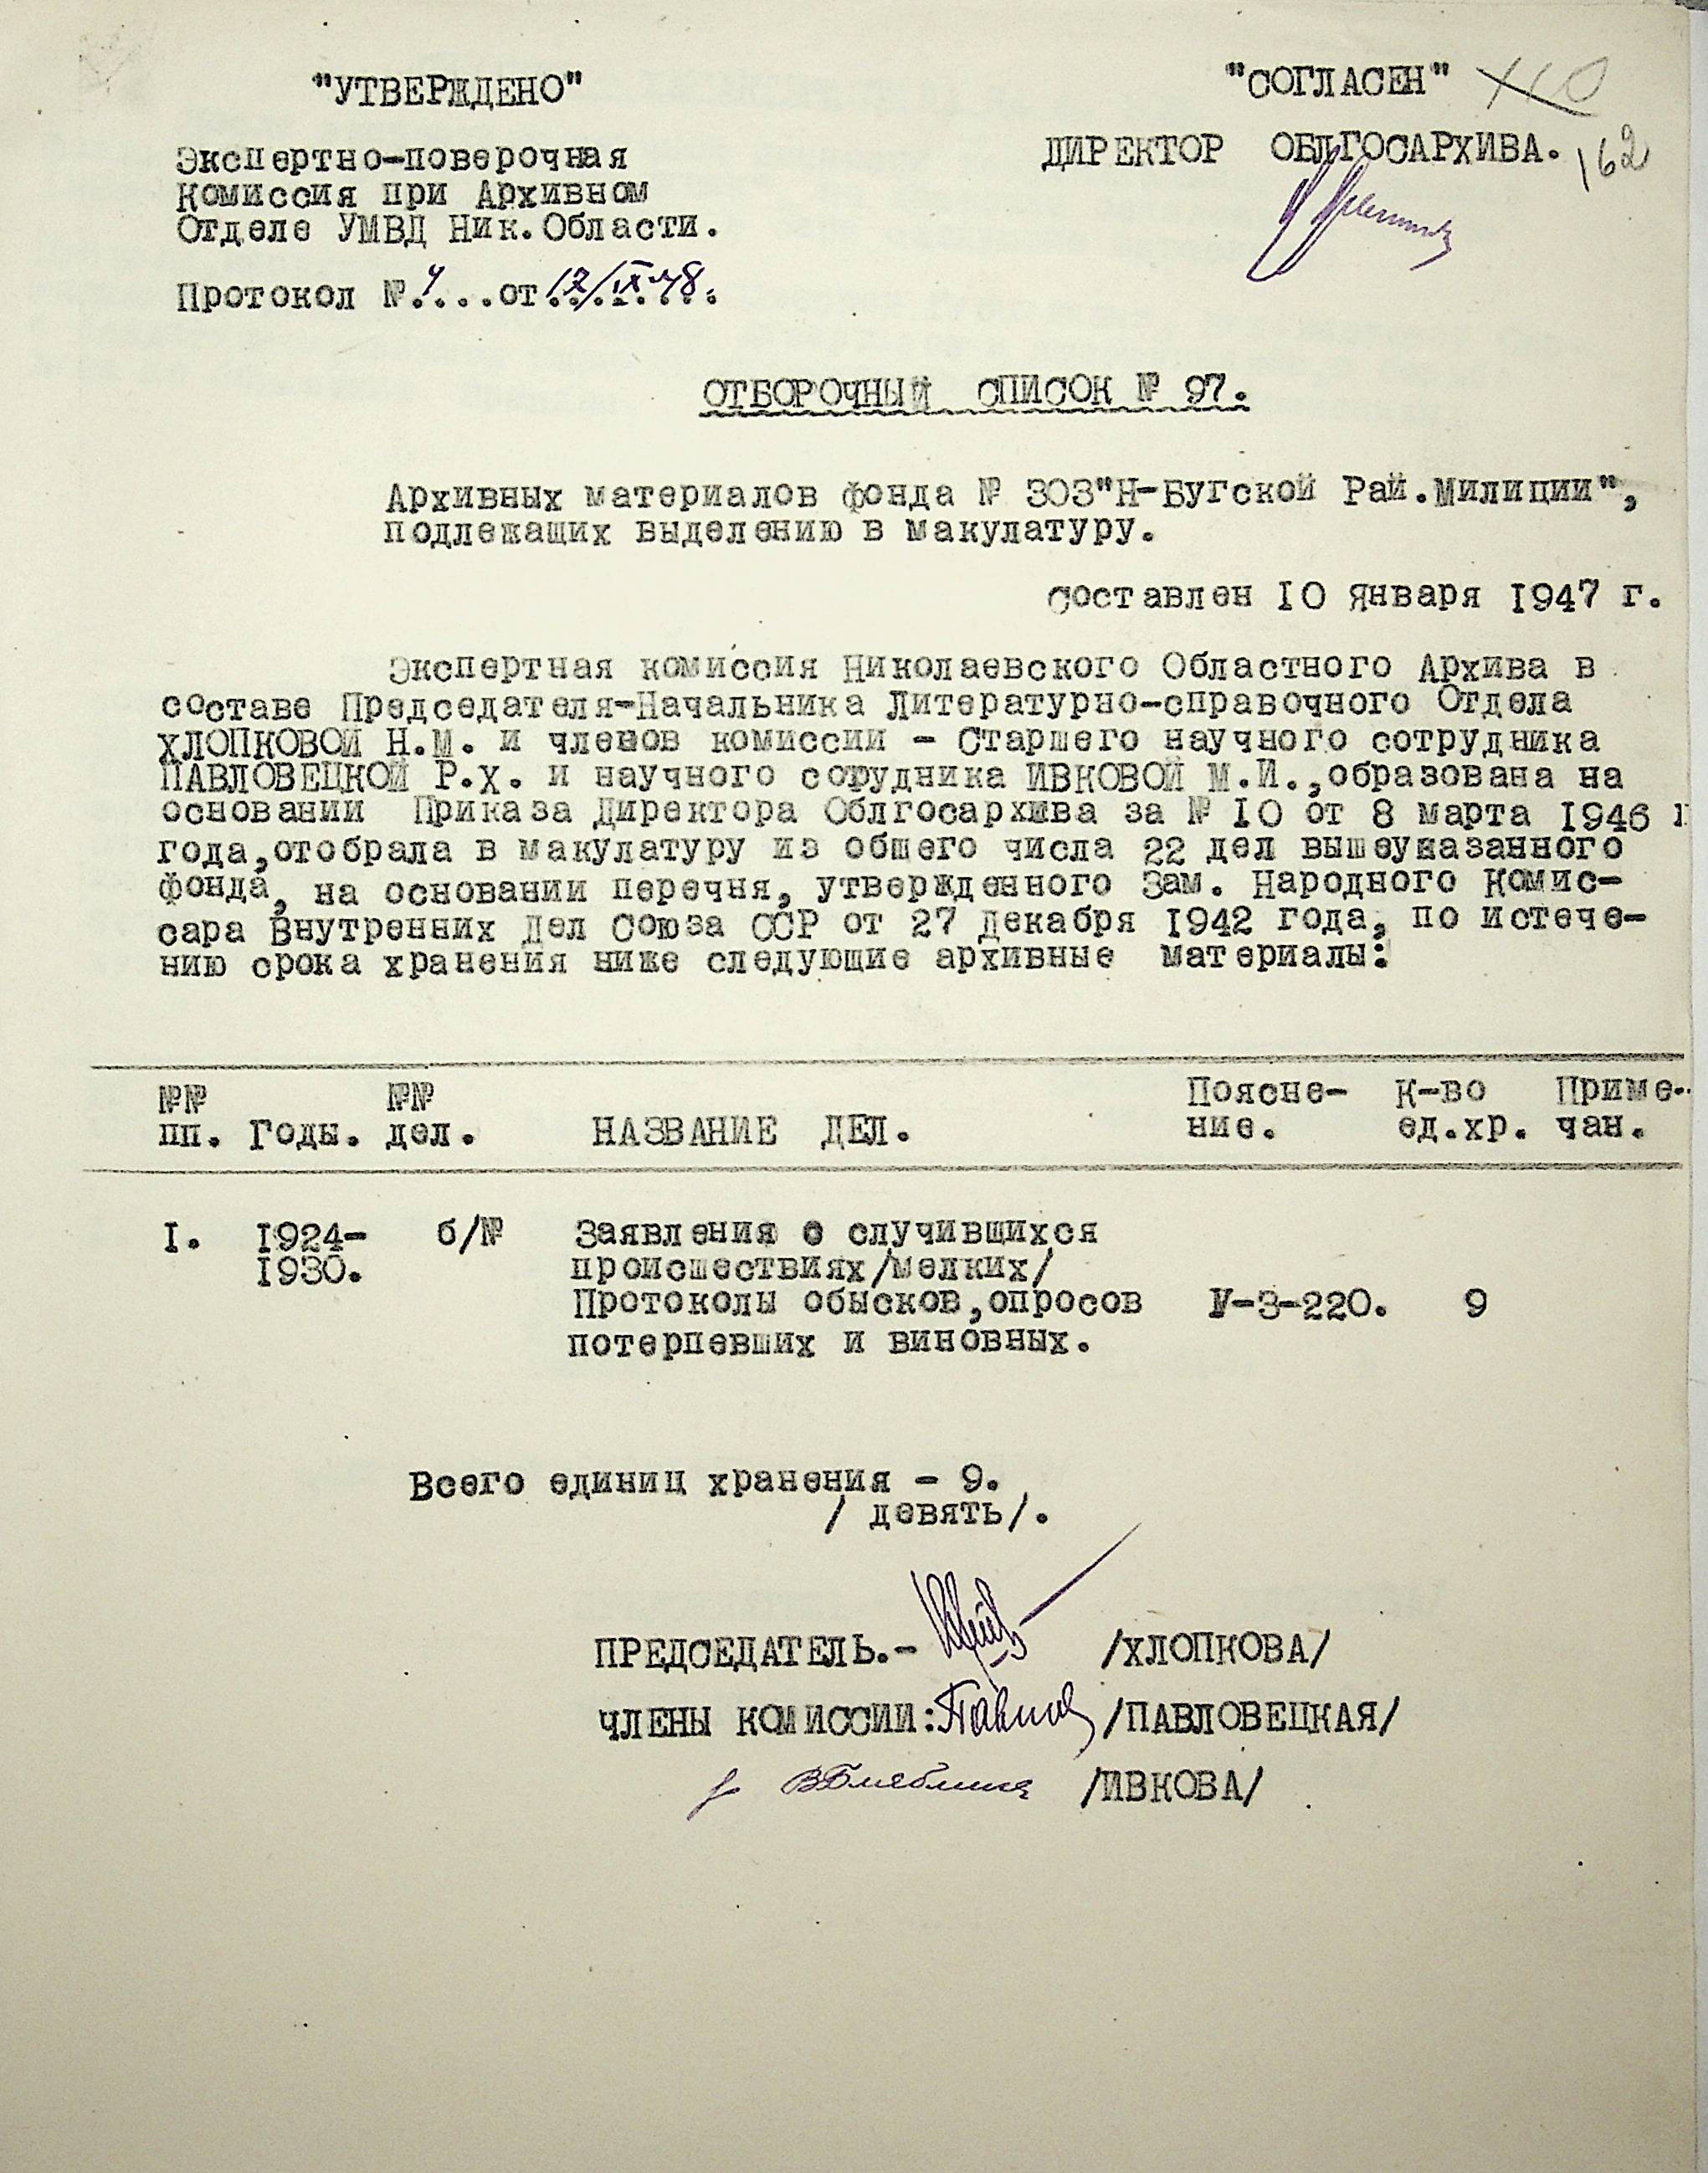 "УТВЕРЖДЕНО"
Экспертно-поверочная
Комиссия при Архивном
Отделе УМВД Ник.Области.
Протокол №.4...от 12/IX 48.
"СОГЛАСЕН"
ДИРЕКТОР ОБЛГОСАРХИВА.
162
ОТБОРОЧНЫЙ СПИСОК № 97.
Архивных материалов фонда № 303"Н-Бугской Рай.Милиции",
подлежащих выделению в макулатуру.
Составлен 10 Января 1947 г.
Экспертная комиссия Николаевского Областного Архива в
составе Председателя-Начальника Литературно-справочного Отдела
ХЛОПКОВОЙ Н.М. и членов комиссии - Старшего научного сотрудника
ПАВЛОВЕЦКОЙ Р.Х. и научного сотрудника ИВКОВОЙ М.И.,образована на
основании Приказа Директора Облгосархива за № 10 от 8 марта 1946 г
года,отобрала в макулатуру из общего числа 22 дел вышеуказанного
фонда, на основании перечня, утвержденного Зам. Народного Комис-
сара Внутренних Дел Союза ССР от 27 декабря 1942 года, по истече-
нию срока хранения ниже следующие архивные материалы:
№№ №№ Поясне- К-во Приме-
пп. Годы. дел. НАЗВАНИЕ ДЕЛ. ние. ед.хр. чан.
I. 1924- б/№ Заявления о случившихся
1930. происшествиях/мелких/
Протоколы обысков,опросов V-3-220. 9
потерпевших и виновных.
Всего единиц хранения - 9.
/ девять/.
ПРЕДСЕДАТЕЛЬ.- /ХЛОПКОВА/
ЧЛЕНЫ КОМИССИИ: /ПАВЛОВЕЦКАЯ/
/ИВКОВА/